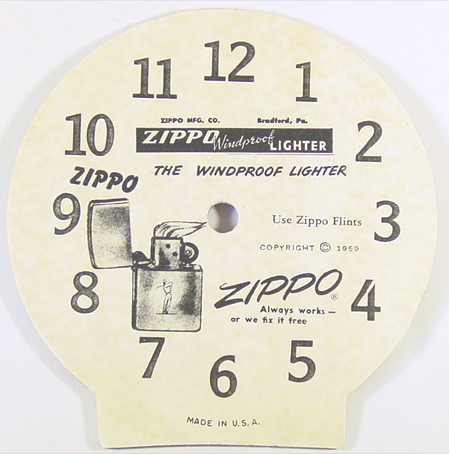 12
11
1
ZIPPO MFG. CO. Bradford, Pa.
10
ZIPPO Windproof LIGHTER
2
ZIPPO THE WINDPROOF LIGHTER
9
Use Zippo Flints
3
COPYRIGHT © 1959
8
ZIPPO®
4
Always works—
or we fix it free
7
6
5
MADE IN U.S.A.